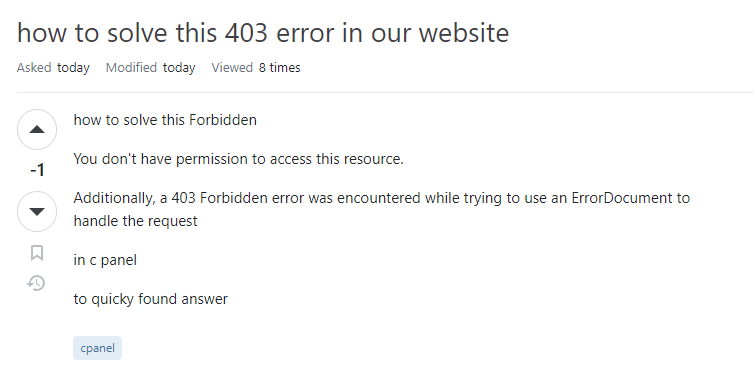 how to solve this 403 error in our website
Asked today Modified today Viewed 8 times
how to solve this Forbidden
You don't have permission to access this resource.
-1
Additionally, a 403 Forbidden error was encountered while trying to use an ErrorDocument to
handle the request
in c panel
to quicky found answer
cpanel